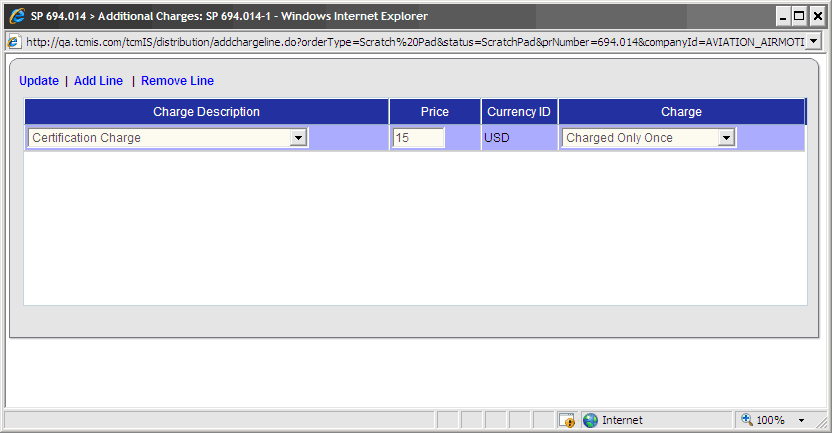 SP 694.014 > Additional Charges: SP 694.014-1 - Windows Internet Explorer
http://qa.tcmis.com/tcmIS/distribution/addchargeline.do?orderType=Scratch%20Pad&status=ScratchPad&prNumber=694.014&companyId=AVIATION_AIRMOTI
Update | Add Line | Remove Line
Charge Description Price Currency ID Charge
Certification Charge 15 USD Charged Only Once
Internet 100%